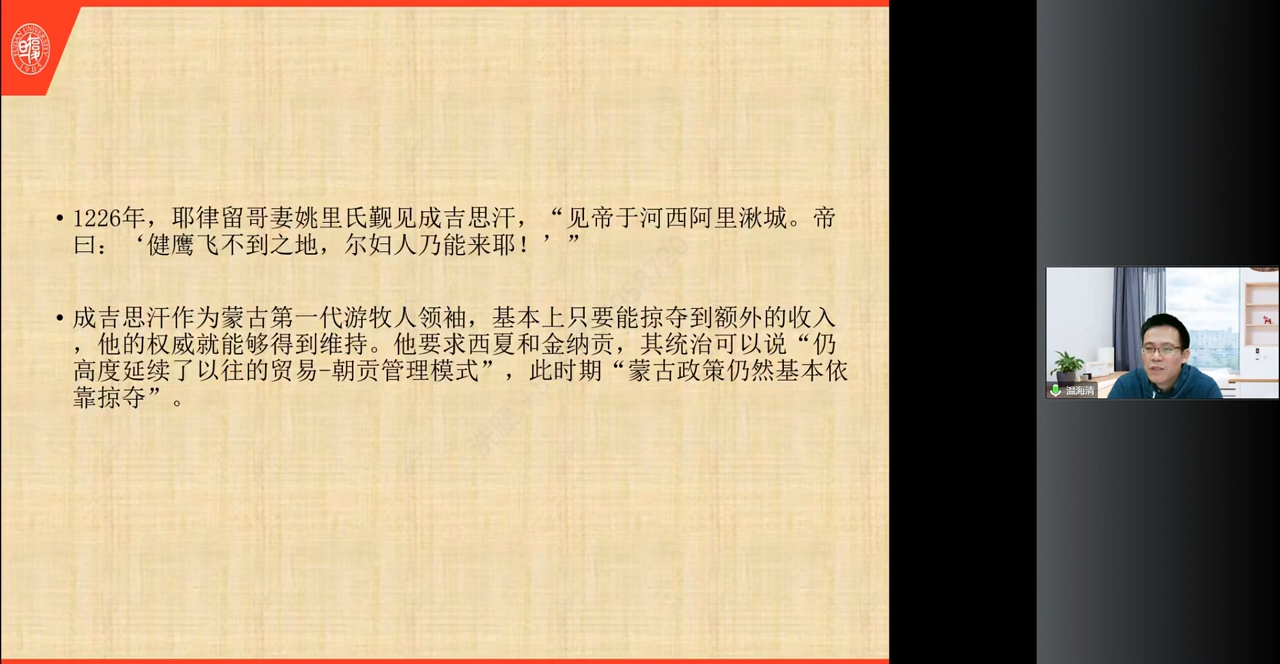 • 1226年，耶律留哥妻姚里氏觐见成吉思汗，“见帝于河西阿里湫城。帝
曰：‘健鹰飞不到之地，尔妇人乃能来耶！’”
• 成吉思汗作为蒙古第一代游牧人领袖，基本上只要能掠夺到额外的收入
，他的权威就能够得到维持。他要求西夏和金纳贡，其统治可以说“仍
高度延续了以往的贸易-朝贡管理模式”，此时期“蒙古政策仍然基本依
靠掠夺”。
温海清